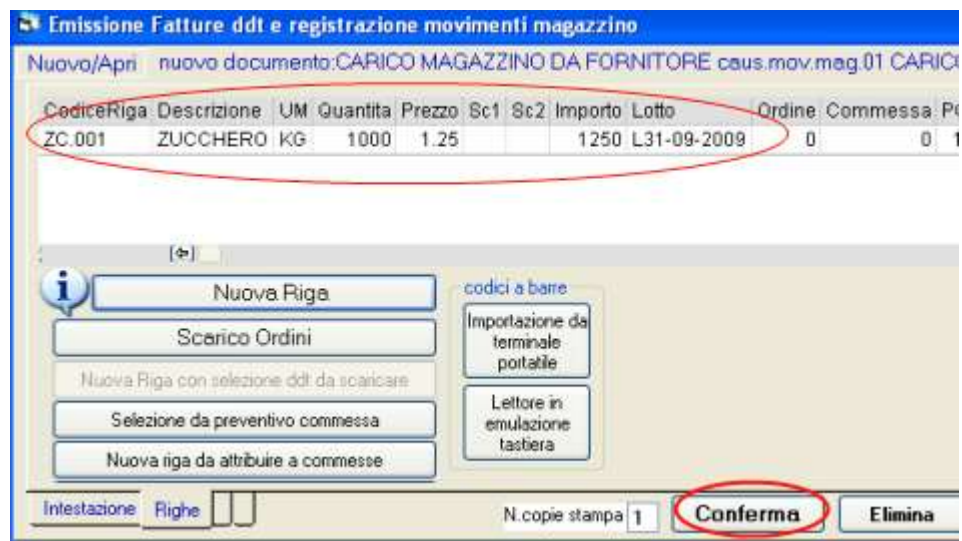 Emissione Fatture ddt e registrazione movimenti magazzino
Nuovo/Apri nuovo documento:CARICO MAGAZZINO DA FORNITORE caus.mov.mag.01 CARICO
CodiceRiga Descrizione UM Quantita Prezzo Sc1 Sc2 Importo Lotto Ordine Commessa
ZC.001 ZUCCHERO KG 1000 1.25 1250 L31-09-2009 0 0 1
Nuova Riga
Scarico Ordini
Nuova Riga con selezione ddt da scaricare
Selezione da preventivo commessa
Nuova riga da attribuire a commesse
codici a barre
Importazione da
terminale
portatile
Lettore in
emulazione
tastiera
Intestazione Righe N.copie stampa 1 Conferma Elimina